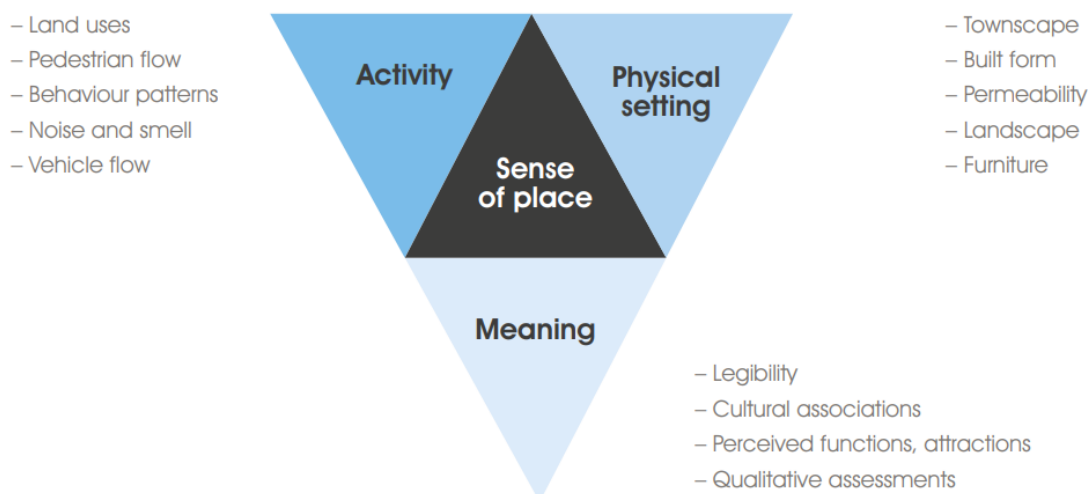 – Land uses
– Pedestrian flow
– Behaviour patterns
– Noise and smell
– Vehicle flow
Activity
Physical
setting
– Townscape
– Built form
– Permeability
– Landscape
– Furniture
Sense
of place
Meaning
– Legibility
– Cultural associations
– Perceived functions, attractions
– Qualitative assessments